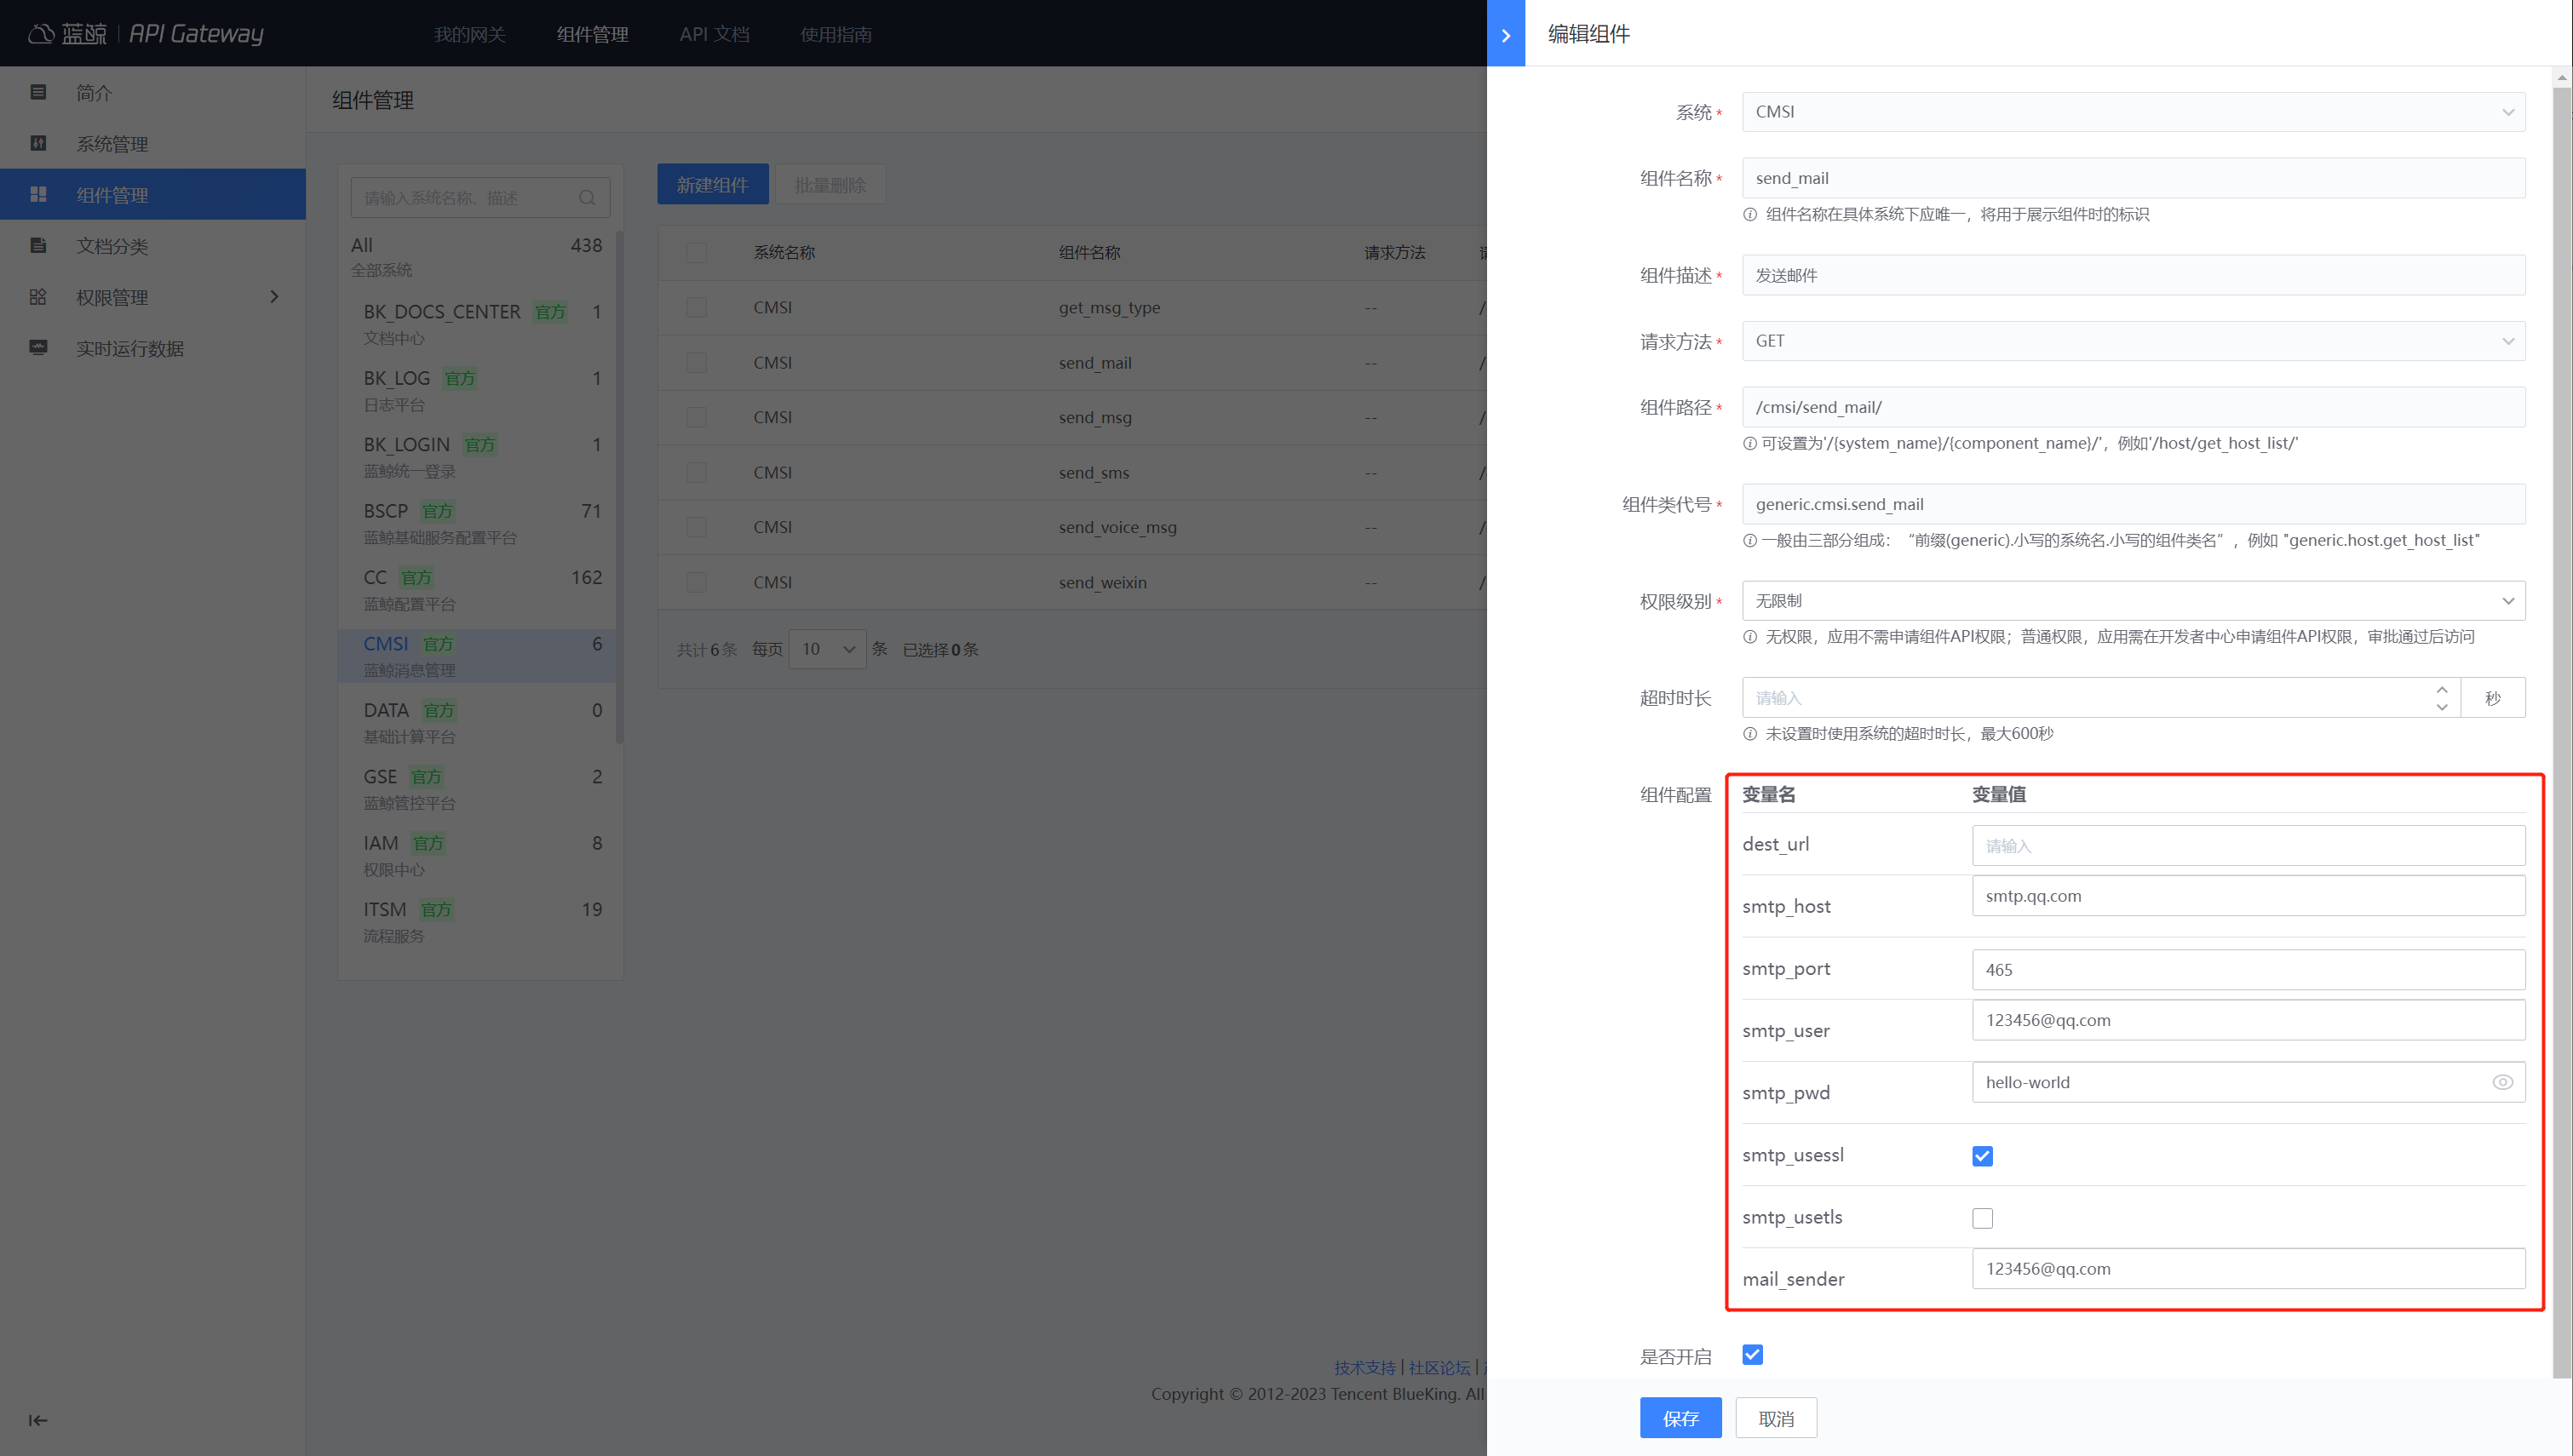 蓝鲸 | API Gateway
我的网关
组件管理
API 文档
使用指南
简介
系统管理
组件管理
文档分类
权限管理
实时运行数据
组件管理
请输入系统名称、描述
All 438
全部系统
BK_DOCS_CENTER 官方 1
文档中心
BK_LOG 官方 1
日志平台
BK_LOGIN 官方 1
蓝鲸统一登录
BSCP 官方 71
蓝鲸基础服务配置平台
CC 官方 162
蓝鲸配置平台
CMSI 官方 6
蓝鲸消息管理
DATA 官方 0
基础计算平台
GSE 官方 2
蓝鲸管控平台
IAM 官方 8
权限中心
ITSM 官方 19
流程服务
新建组件 批量删除
系统名称 组件名称 请求方法
CMSI get_msg_type -- /
CMSI send_mail -- /
CMSI send_msg -- /
CMSI send_sms -- /
CMSI send_voice_msg -- /
CMSI send_weixin -- /
共计6条 每页 10 条 已选择0条
技术支持 | 社区论坛 |
Copyright © 2012-2023 Tencent BlueKing. All
编辑组件
系统* CMSI
组件名称* send_mail
组件名称在具体系统下应唯一，将用于展示组件时的标识
组件描述* 发送邮件
请求方法* GET
组件路径* /cmsi/send_mail/
可设置为'/{system_name}/{component_name}/'，例如'/host/get_host_list/'
组件类代号* generic.cmsi.send_mail
一般由三部分组成：“前缀(generic).小写的系统名.小写的组件类名”，例如 "generic.host.get_host_list"
权限级别* 无限制
无权限，应用不需申请组件API权限；普通权限，应用需在开发者中心申请组件API权限，审批通过后访问
超时时长 请输入 秒
未设置时使用系统的超时时长，最大600秒
组件配置 变量名 变量值
dest_url 请输入
smtp_host smtp.qq.com
smtp_port 465
smtp_user 123456@qq.com
smtp_pwd hello-world
smtp_usessl
smtp_usetls
mail_sender 123456@qq.com
是否开启
保存 取消